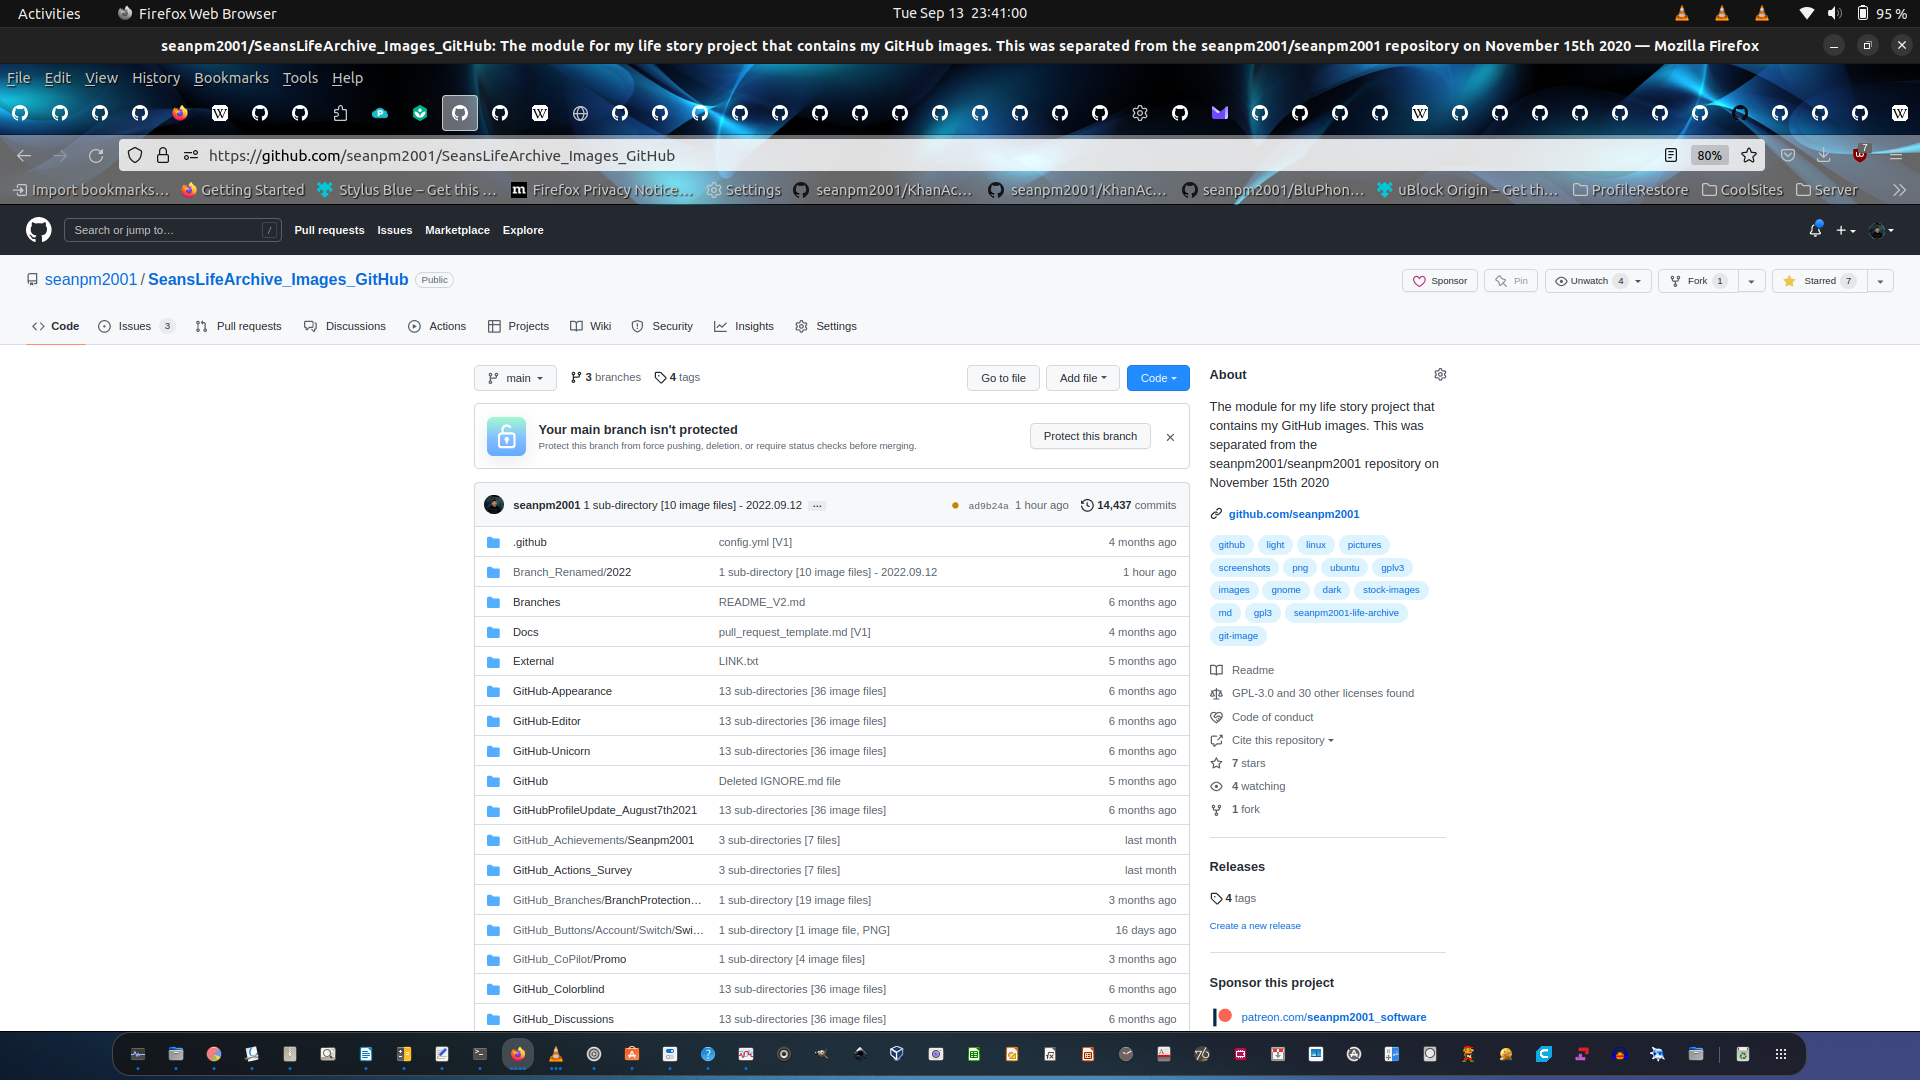 Activities
Firefox Web Browser
Tue Sep 13 23:41:00
95 %
seanpm2001/SeansLifeArchive_Images_GitHub: The module for my life story project that contains my GitHub images. This was separated from the seanpm2001/seanpm2001 repository on November 15th 2020 — Mozilla Firefox
File Edit View History Bookmarks Tools Help
https://github.com/seanpm2001/SeansLifeArchive_Images_GitHub
80%
7
Import bookmarks…
Getting Started
Stylus Blue – Get this …
Firefox Privacy Notice…
Settings
seanpm2001/KhanAc…
seanpm2001/KhanAc…
seanpm2001/BluPhon…
uBlock Origin – Get th…
ProfileRestore
CoolSites
Server
Search or jump to…
/
Pull requests Issues Marketplace Explore
seanpm2001 / SeansLifeArchive_Images_GitHub Public
Sponsor
Pin
Unwatch 4
Fork 1
Starred 7
Code
Issues 3
Pull requests
Discussions
Actions
Projects
Wiki
Security
Insights
Settings
main
3 branches
4 tags
Go to file
Add file
Code
Your main branch isn't protected
Protect this branch from force pushing, deletion, or require status checks before merging.
Protect this branch
seanpm2001 1 sub-directory [10 image files] - 2022.09.12 … ad9b24a 1 hour ago 14,437 commits
.github config.yml [V1] 4 months ago
Branch_Renamed/2022 1 sub-directory [10 image files] - 2022.09.12 1 hour ago
Branches README_V2.md 6 months ago
Docs pull_request_template.md [V1] 4 months ago
External LINK.txt 5 months ago
GitHub-Appearance 13 sub-directories [36 image files] 6 months ago
GitHub-Editor 13 sub-directories [36 image files] 6 months ago
GitHub-Unicorn 13 sub-directories [36 image files] 6 months ago
GitHub Deleted IGNORE.md file 5 months ago
GitHubProfileUpdate_August7th2021 13 sub-directories [36 image files] 6 months ago
GitHub_Achievements/Seanpm2001 3 sub-directories [7 files] last month
GitHub_Actions_Survey 3 sub-directories [7 files] last month
GitHub_Branches/BranchProtection… 1 sub-directory [19 image files] 3 months ago
GitHub_Buttons/Account/Switch/Swi… 1 sub-directory [1 image file, PNG] 16 days ago
GitHub_CoPilot/Promo 1 sub-directory [4 image files] 3 months ago
GitHub_Colorblind 13 sub-directories [36 image files] 6 months ago
GitHub_Discussions 13 sub-directories [36 image files] 6 months ago
About
The module for my life story project that
contains my GitHub images. This was
separated from the
seanpm2001/seanpm2001 repository on
November 15th 2020
github.com/seanpm2001
github light linux pictures
screenshots png ubuntu gplv3
images gnome dark stock-images
md gpl3 seanpm2001-life-archive
git-image
Readme
GPL-3.0 and 30 other licenses found
Code of conduct
Cite this repository
7 stars
4 watching
1 fork
Releases
4 tags
Create a new release
Sponsor this project
patreon.com/seanpm2001_software